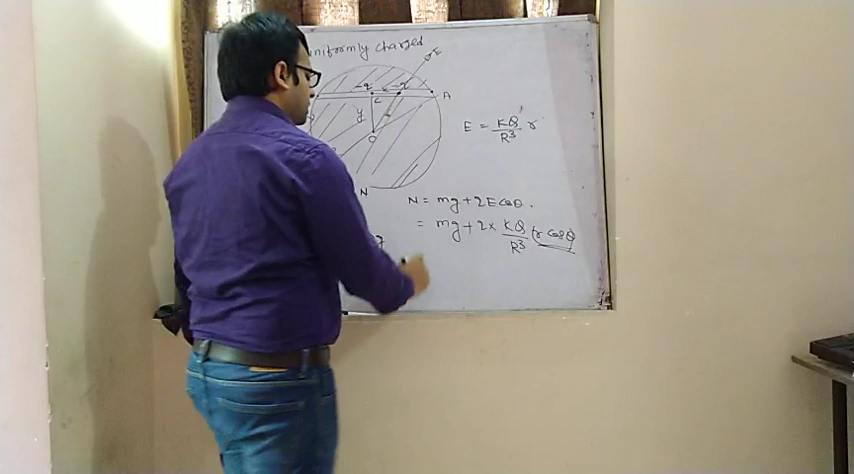 uniformly charged
E
A
C
y
O
E = KQ/R³ r
N
N = mg + 2E cosθ.
= mg + 2 × KQ/R³ (r cosθ)